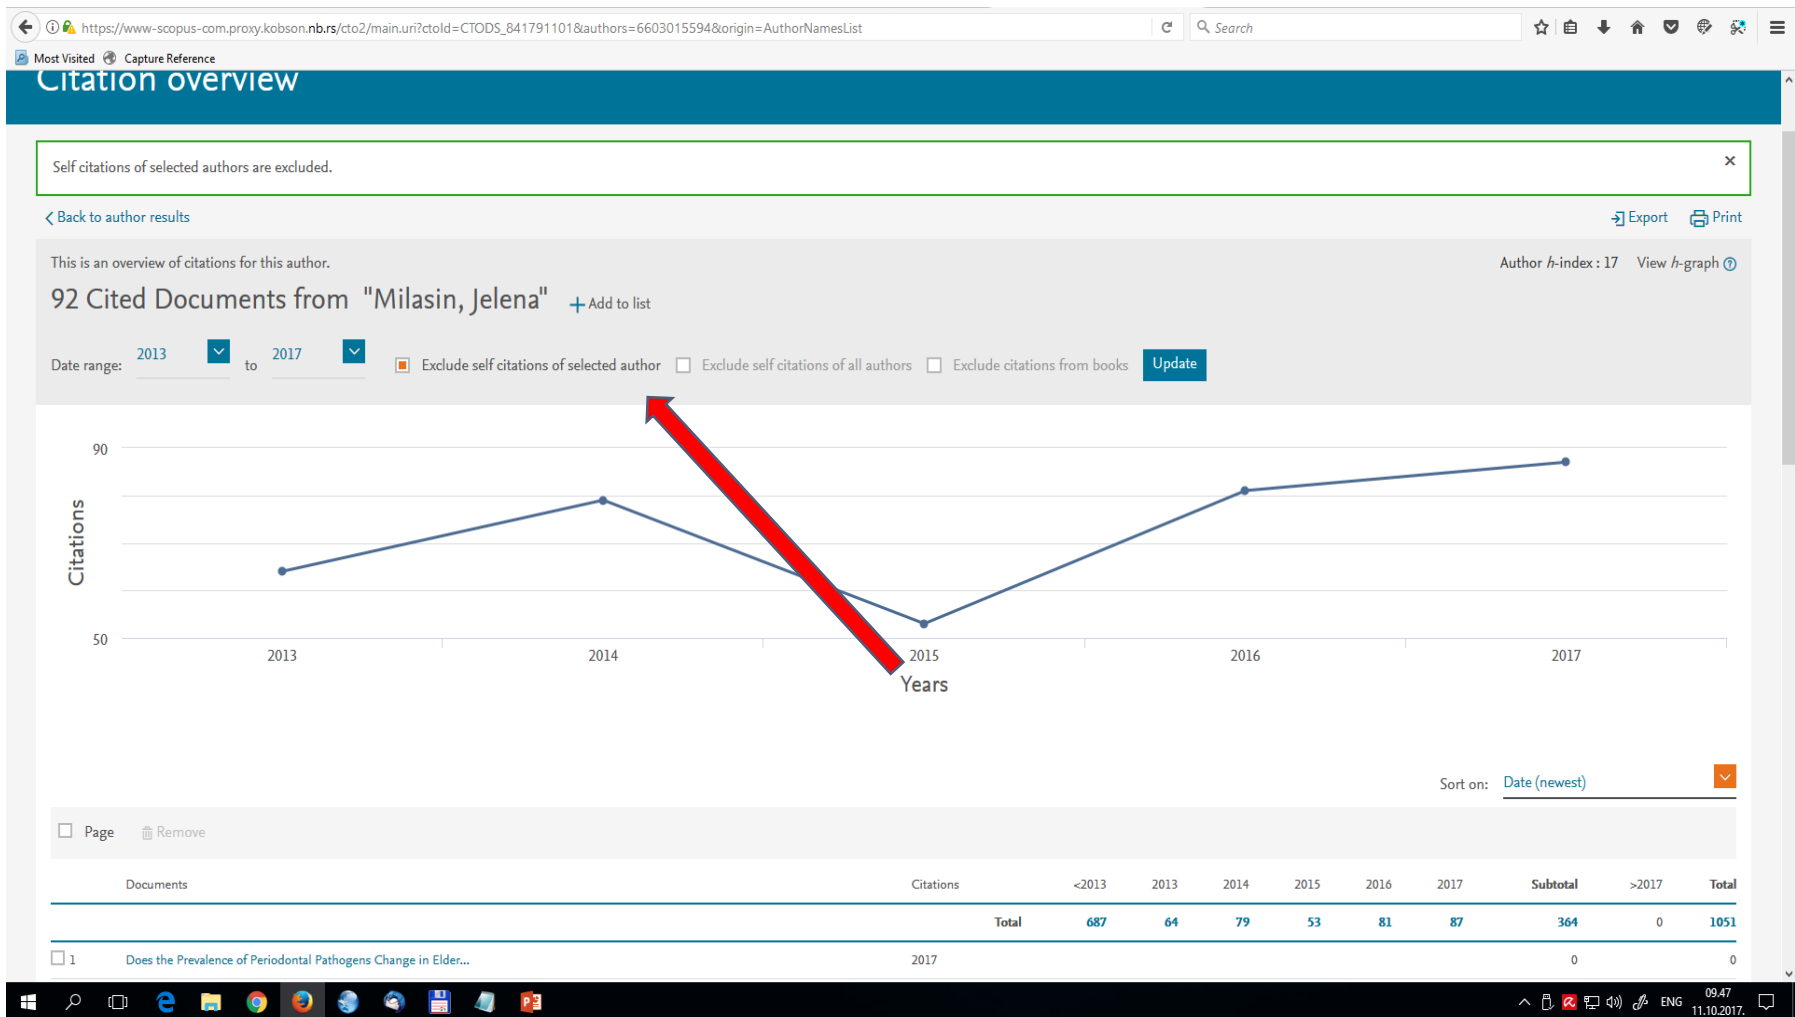 https://www-scopus-com.proxy.kobson.nb.rs/cto2/main.uri?ctoId=CTODS_841791101&authors=6603015594&origin=AuthorNamesList
Search
Most Visited Capture Reference
Citation overview
Self citations of selected authors are excluded. ×
Back to author results Export Print
This is an overview of citations for this author. Author h-index : 17 View h-graph ?
92 Cited Documents from "Milasin, Jelena" + Add to list
Date range: 2013 to 2017 Exclude self citations of selected author Exclude self citations of all authors Exclude citations from books Update
90
Citations
50
2013 2014 2015 2016 2017
Years
Sort on: Date (newest)
Page Remove
Documents Citations <2013 2013 2014 2015 2016 2017 Subtotal >2017 Total
Total 687 64 79 53 81 87 364 0 1051
1 Does the Prevalence of Periodontal Pathogens Change in Elder... 2017 0 0
ENG 09.47
11.10.2017.